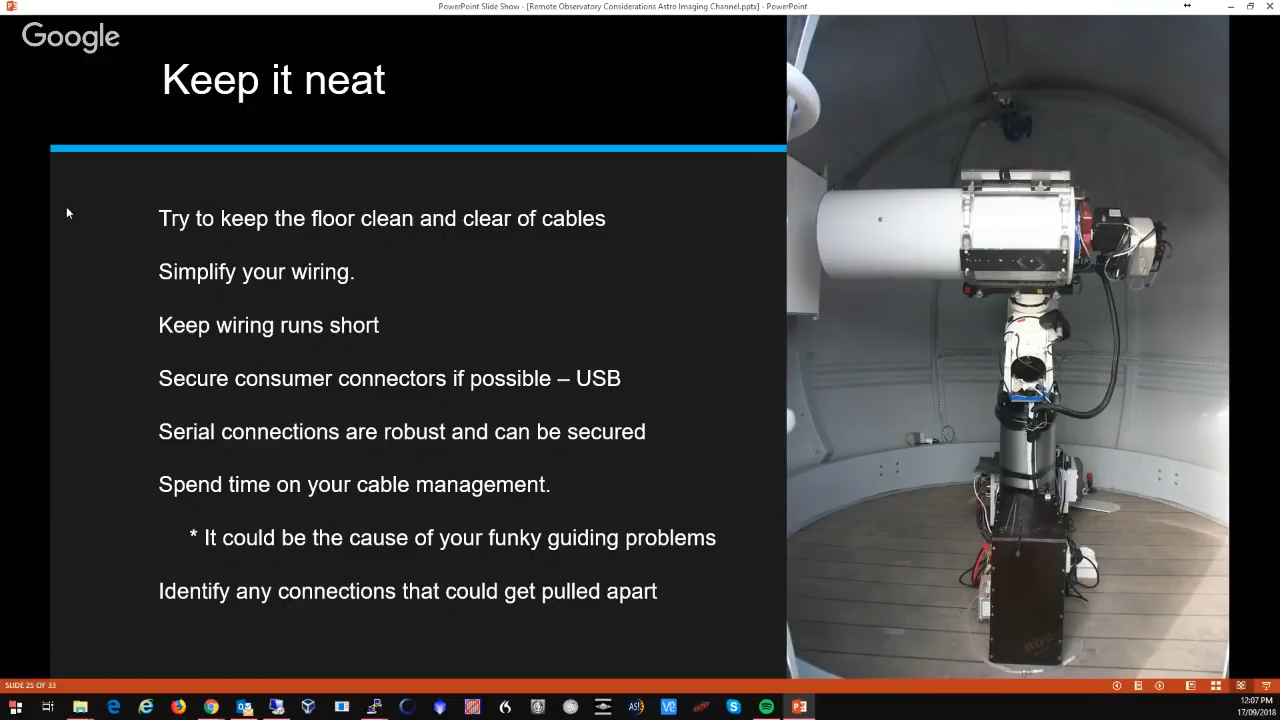 PowerPoint Slide Show - [Remote Observatory Considerations Astro Imaging Channel.pptx] - PowerPoint
Google
Keep it neat
Try to keep the floor clean and clear of cables
Simplify your wiring.
Keep wiring runs short
Secure consumer connectors if possible – USB
Serial connections are robust and can be secured
Spend time on your cable management.
* It could be the cause of your funky guiding problems
Identify any connections that could get pulled apart
SLIDE 25 OF 33
12:07 PM
17/09/2018